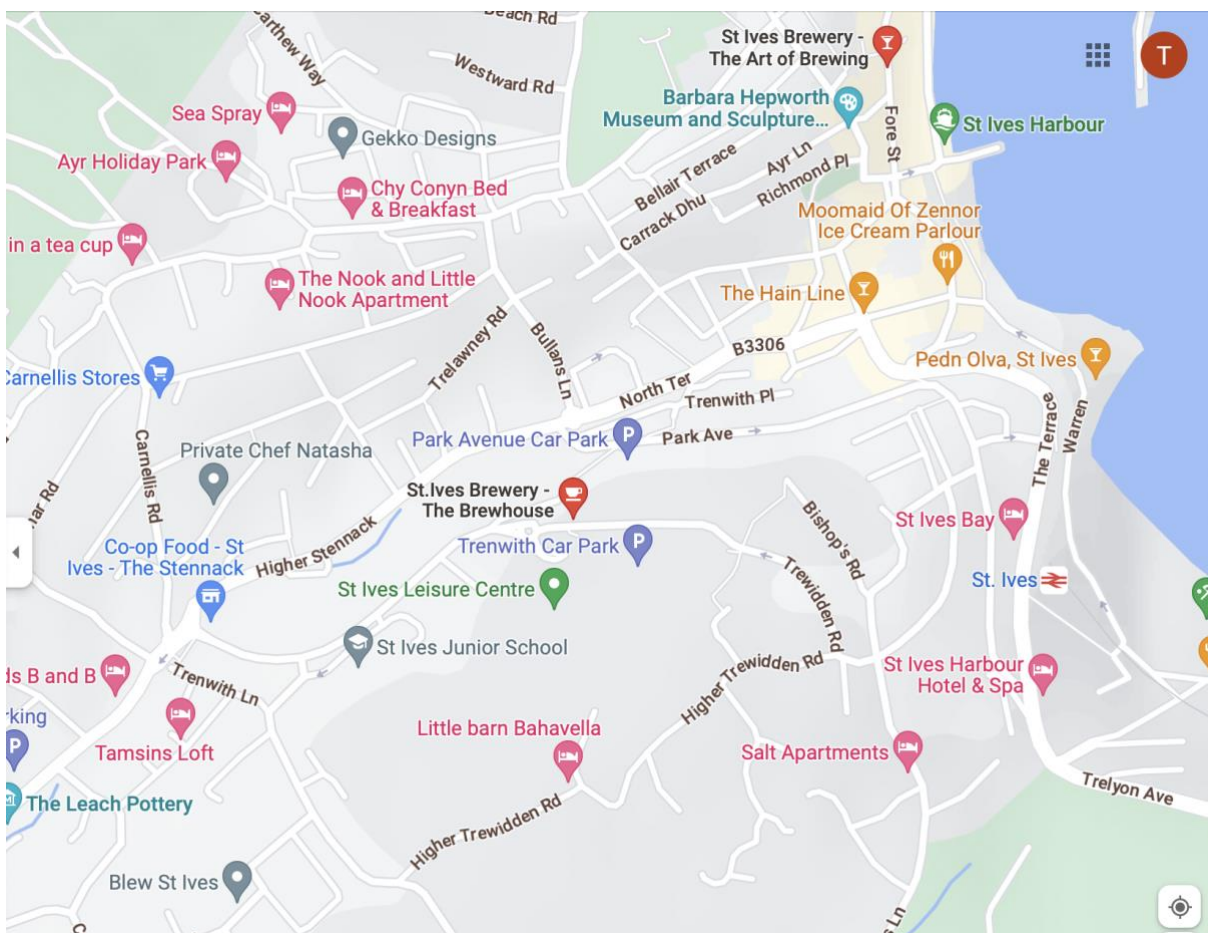 Beach Rd
Carthew Way
Westward Rd
St Ives Brewery -
The Art of Brewing
T
Sea Spray
Barbara Hepworth
Museum and Sculpture...
Fore St
St Ives Harbour
Gekko Designs
Ayr Holiday Park
Bellair Terrace
Ayr Ln
Richmond Pl
Chy Conyn Bed
& Breakfast
Carrack Dhu
Moomaid Of Zennor
Ice Cream Parlour
in a tea cup
The Nook and Little
Nook Apartment
The Hain Line
Trelawney Rd
Bullans Ln
B3306
Pedn Olva, St Ives
Carnellis Stores
North Ter
Trenwith Pl
The Terrace
Warren
Carnellis Rd
Private Chef Natasha
Park Avenue Car Park
P
Park Ave
St.Ives Brewery -
The Brewhouse
Bishop's Rd
St Ives Bay
Higher Stennack
Co-op Food - St
Ives - The Stennack
Trenwith Car Park
P
St Ives Leisure Centre
Trewidden Rd
St. Ives
St Ives Junior School
Trenwith Ln
ds B and B
Higher Trewidden Rd
St Ives Harbour
Hotel & Spa
rking
P
Tamsins Loft
Little barn Bahavella
Salt Apartments
The Leach Pottery
Trelyon Ave
Higher Trewidden Rd
Blew St Ives
Ln